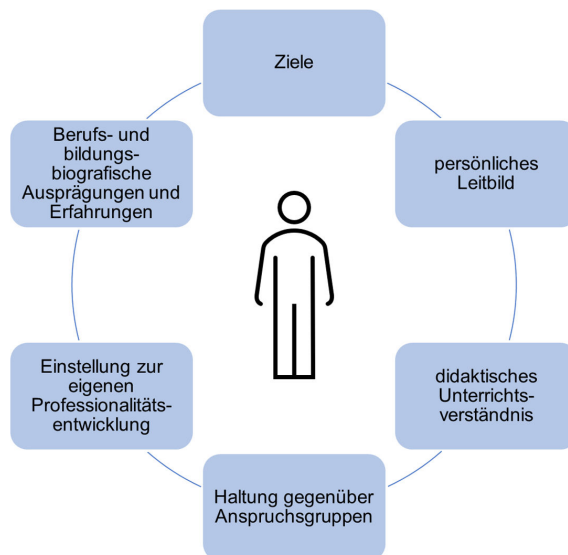 Ziele
Berufs- und
bildungs-
biografische
Ausprägungen und
Erfahrungen
persönliches
Leitbild
Einstellung zur
eigenen
Professionalitäts-
entwicklung
didaktisches
Unterrichts-
verständnis
Haltung gegenüber
Anspruchsgruppen